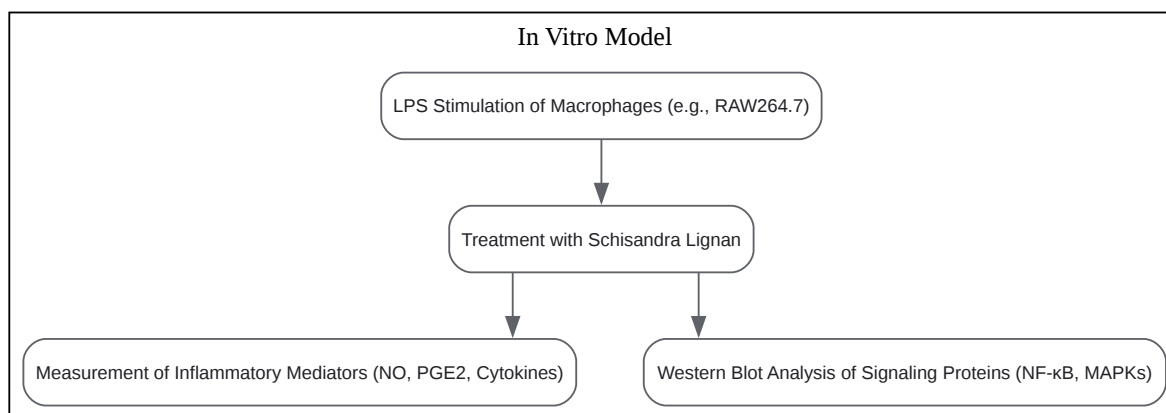 In Vitro Model
LPS Stimulation of Macrophages (e.g., RAW264.7)
Treatment with Schisandra Lignan
Measurement of Inflammatory Mediators (NO, PGE2, Cytokines)
Western Blot Analysis of Signaling Proteins (NF-κB, MAPKs)